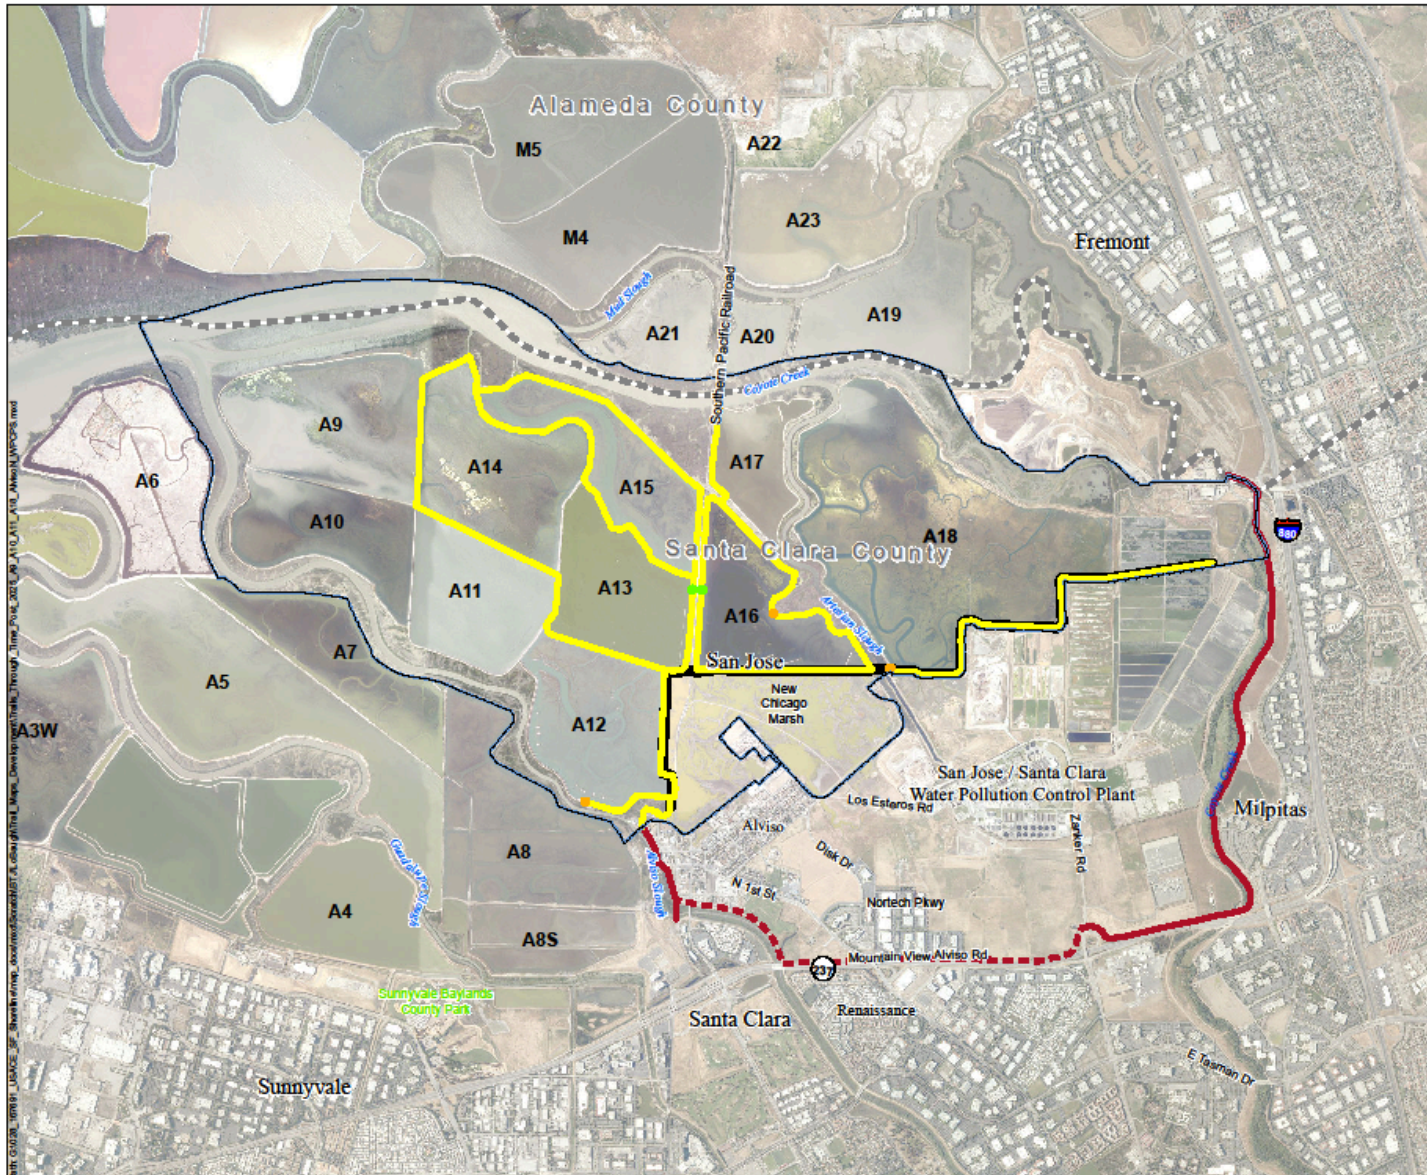 Alameda County
M5
A22
M4
A23
Fremont
Mud Slough
Southern Pacific Railroad
A21
A20
A19
Coyote Creek
A9
A6
A14
A17
A15
A10
A18
880
Santa Clara County
A11
A13
A16
Artesian Slough
A7
San Jose
A5
New
Chicago
Marsh
A3W
A12
San Jose / Santa Clara
Water Pollution Control Plant
Los Esteros Rd
Milpitas
Alviso
Zanker Rd
A8
Disk Dr
Guadalupe Slough
Alviso Slough
N 1st St
Nortech Pkwy
A4
A8S
Mountain View Alviso Rd
237
Sunnyvale Baylands
County Park
Santa Clara
Renaissance
Sunnyvale
E Tasman Dr